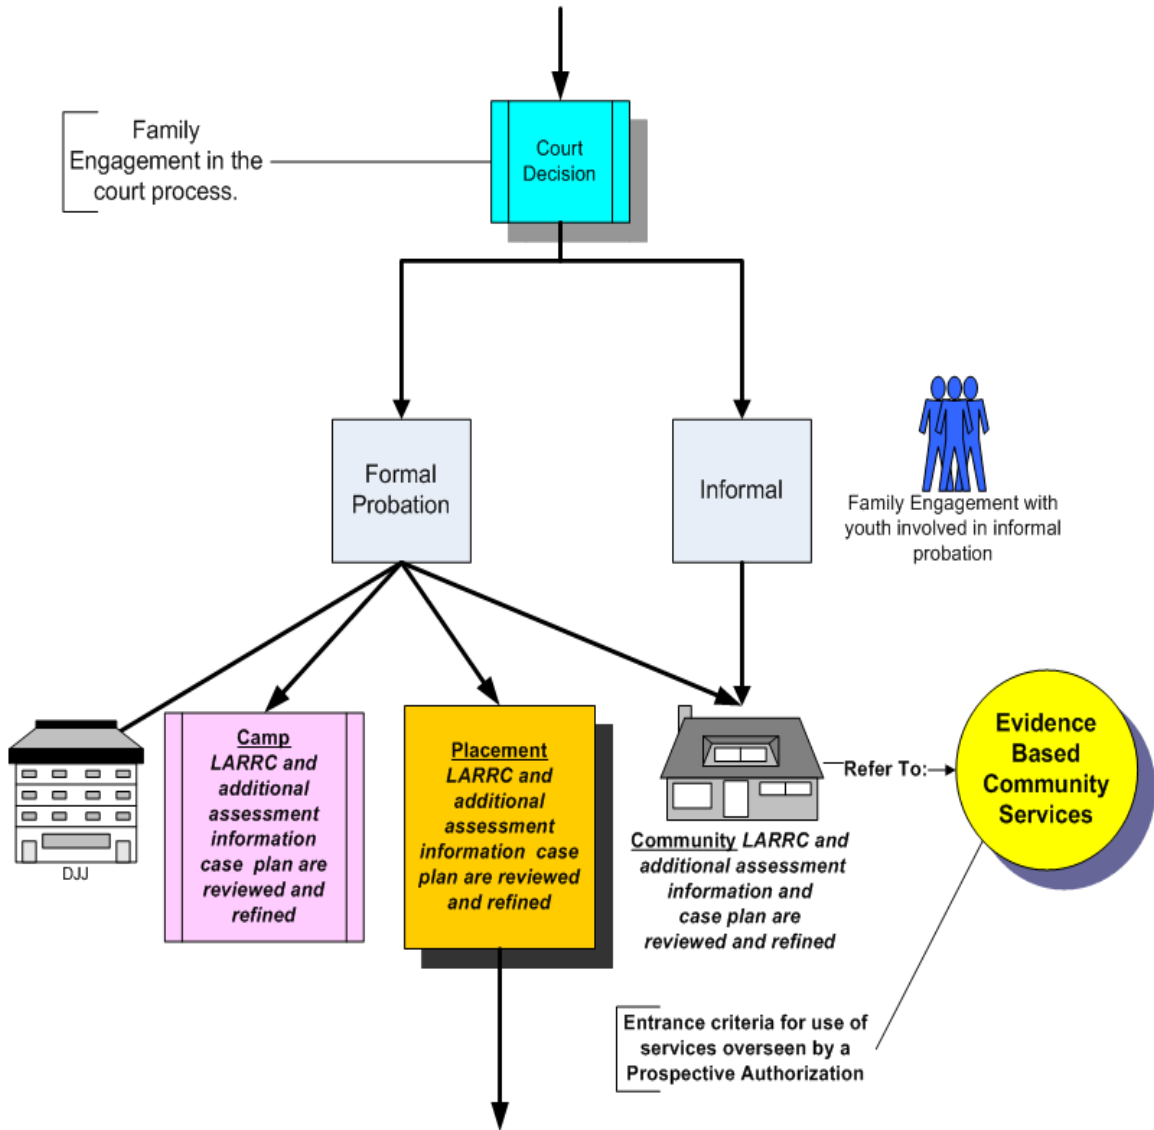 Family
Engagement in the
court process.
Court
Decision
Formal
Probation
Informal
Family Engagement with
youth involved in informal
probation
DJJ
Camp
LARRC and
additional
assessment
information
case plan are
reviewed and
refined
Placement
LARRC and
additional
assessment
information case
plan are reviewed
and refined
Community LARRC and
additional assessment
information and
case plan are
reviewed and refined
Refer To:
Evidence
Based
Community
Services
Entrance criteria for use of
services overseen by a
Prospective Authorization